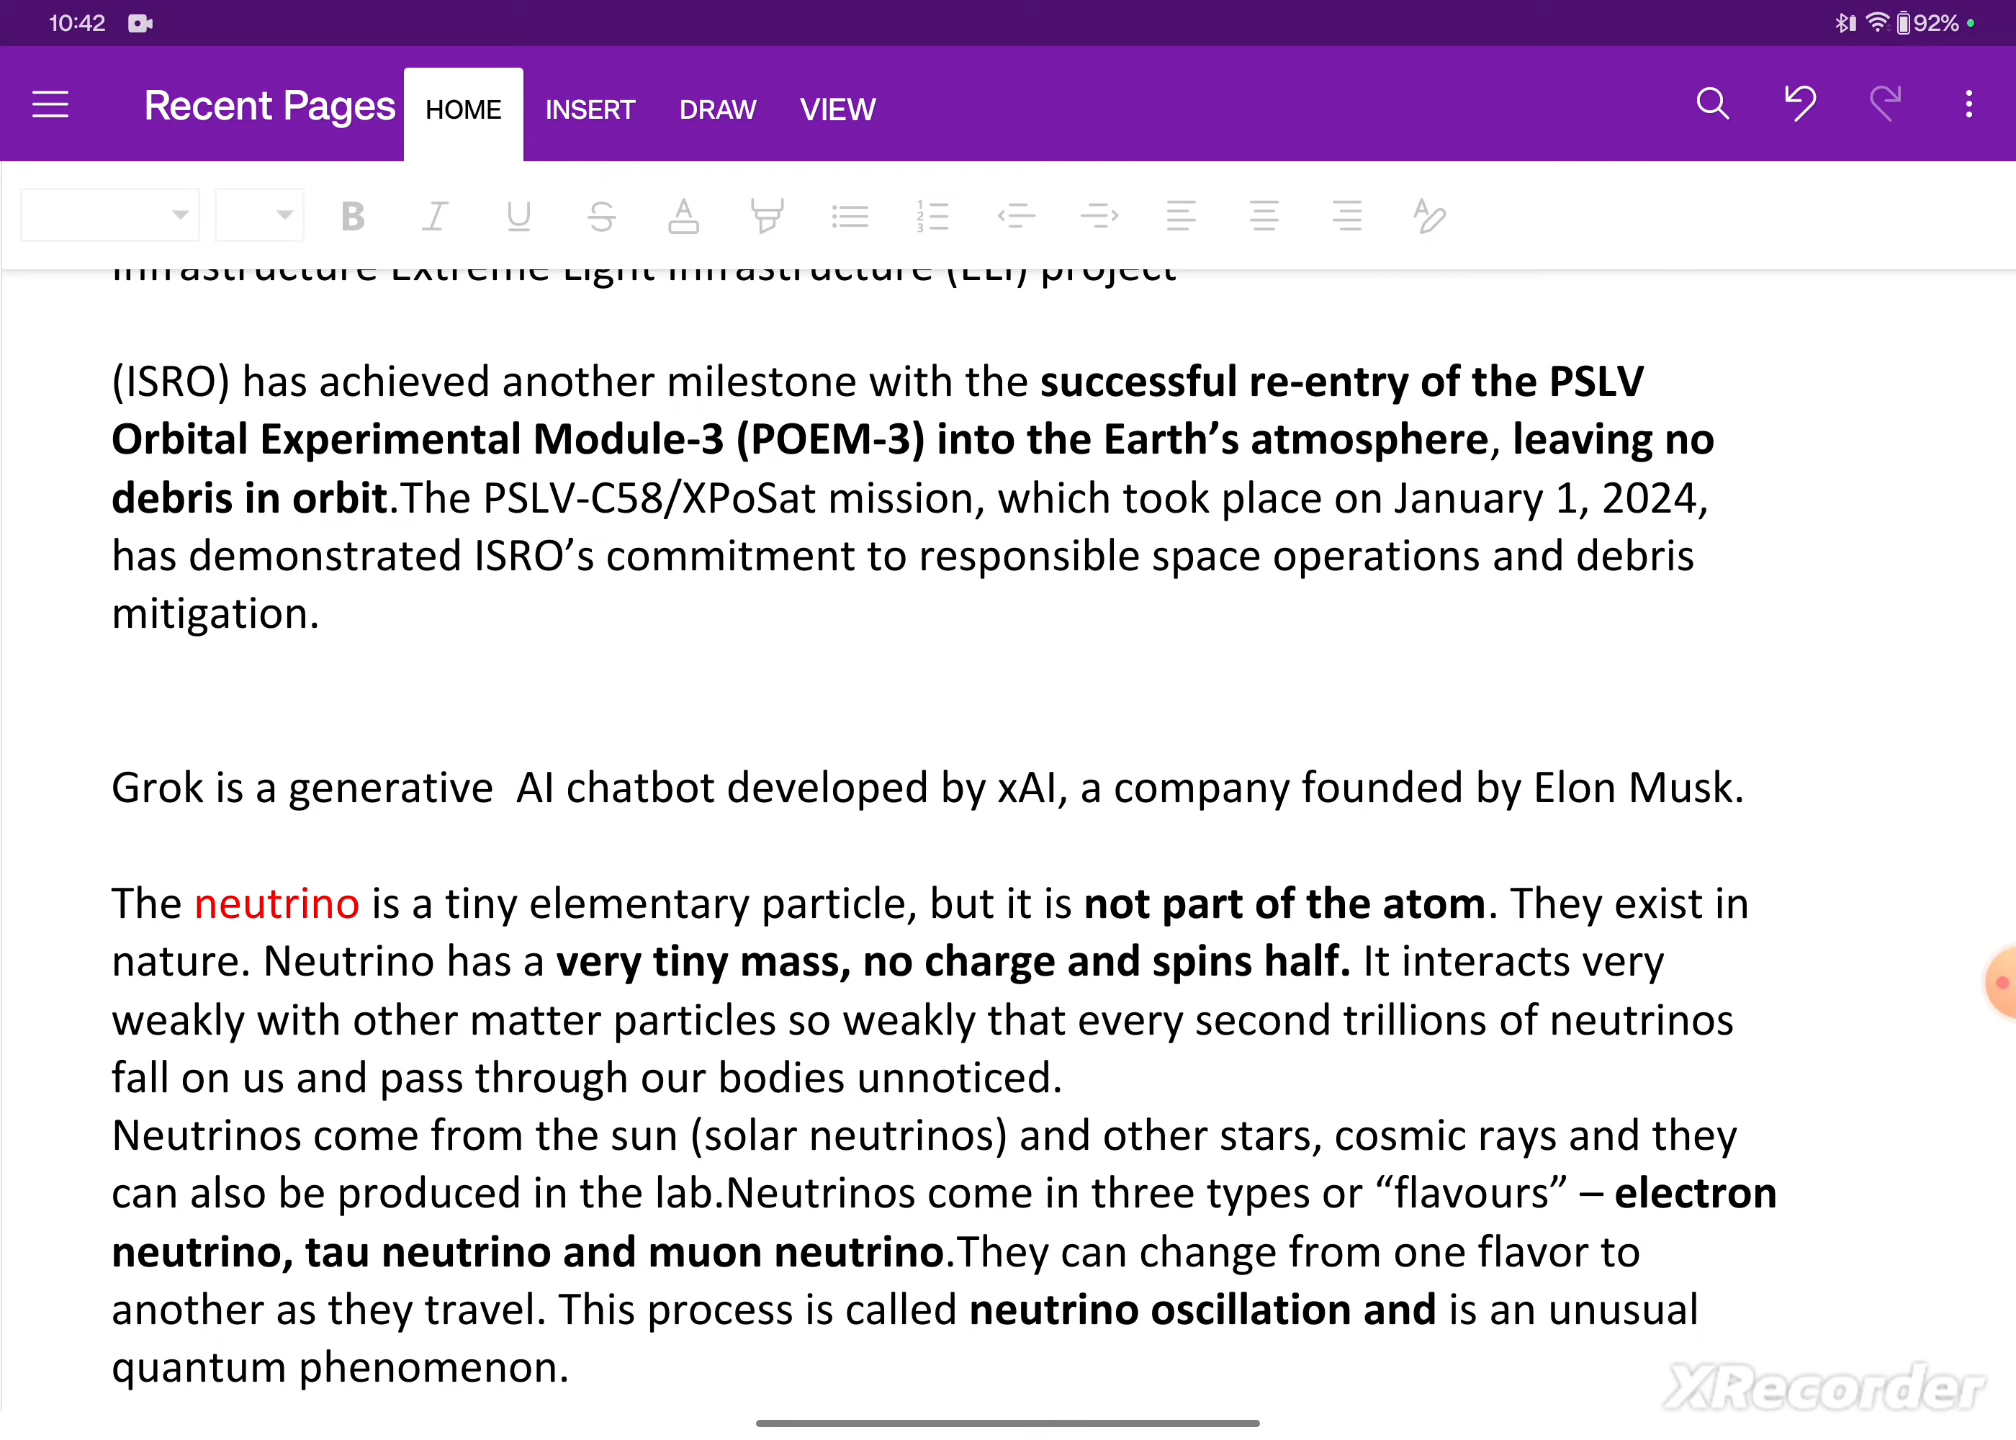 10:42
92%
Recent Pages HOME INSERT DRAW VIEW
B I U S A A
Infrastructure Extreme Light Infrastructure (ELI) project
(ISRO) has achieved another milestone with the successful re-entry of the PSLV
Orbital Experimental Module-3 (POEM-3) into the Earth’s atmosphere, leaving no
debris in orbit.The PSLV-C58/XPoSat mission, which took place on January 1, 2024,
has demonstrated ISRO’s commitment to responsible space operations and debris
mitigation.
Grok is a generative  AI chatbot developed by xAI, a company founded by Elon Musk.
The neutrino is a tiny elementary particle, but it is not part of the atom. They exist in
nature. Neutrino has a very tiny mass, no charge and spins half. It interacts very
weakly with other matter particles so weakly that every second trillions of neutrinos
fall on us and pass through our bodies unnoticed.
Neutrinos come from the sun (solar neutrinos) and other stars, cosmic rays and they
can also be produced in the lab.Neutrinos come in three types or “flavours” – electron
neutrino, tau neutrino and muon neutrino.They can change from one flavor to
another as they travel. This process is called neutrino oscillation and is an unusual
quantum phenomenon.
XRecorder